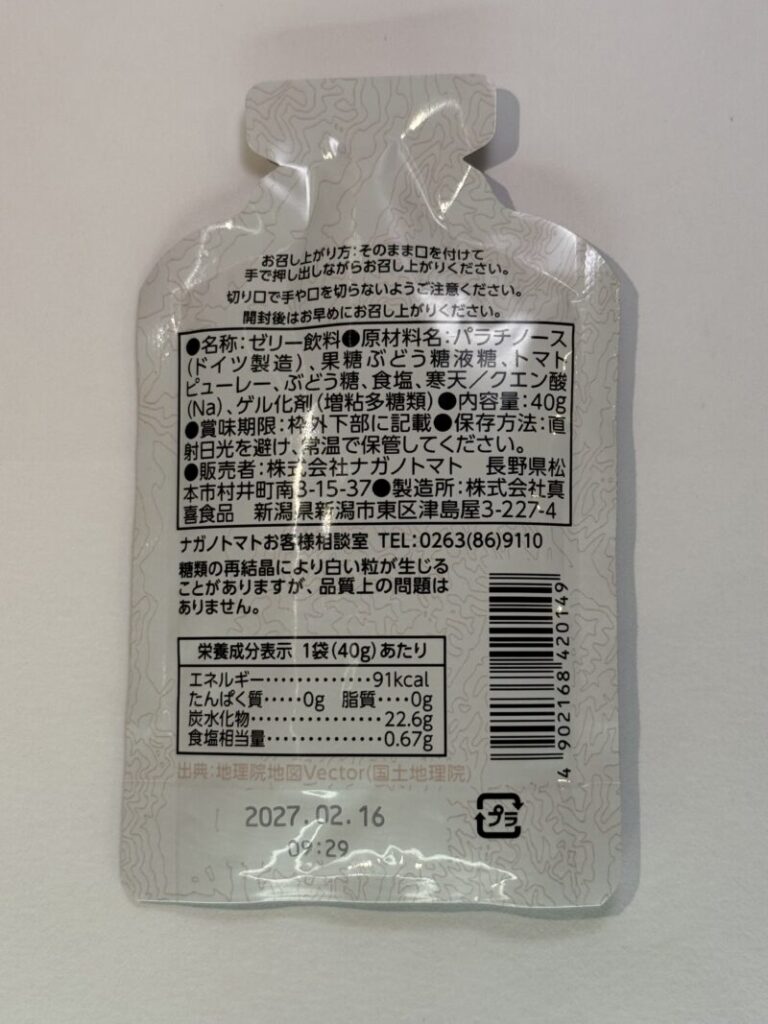 お召し上がり方：そのまま口を付けて
手で押し出しながらお召し上がりください。
切り口で手や口を切らないようご注意ください。
開封後はお早めにお召し上がりください。
●名称：ゼリー飲料●原材料名：パラチノース
(ドイツ製造)、果糖ぶどう糖液糖、トマト
ピューレー、ぶどう糖、食塩、寒天／クエン酸
(Na)、ゲル化剤(増粘多糖類)●内容量：40g
●賞味期限：枠外下部に記載●保存方法：直
射日光を避け、常温で保管してください。
●販売者：株式会社ナガノトマト　長野県松
本市村井町南3-15-37●製造所：株式会社真
喜食品　新潟県新潟市東区津島屋3-227-4
ナガノトマトお客様相談室 TEL：0263(86)9110
糖類の再結晶により白い粒が生じる
ことがありますが、品質上の問題は
ありません。
栄養成分表示 1袋(40g)あたり
エネルギー‥‥‥‥‥‥‥91kcal
たんぱく質‥‥‥0g　脂質‥‥0g
炭水化物‥‥‥‥‥‥‥‥22.6g
食塩相当量‥‥‥‥‥‥‥0.67g
出典：地理院地図Vector(国土地理院)
4 902168 420149
プラ
2027.02.16
09:29